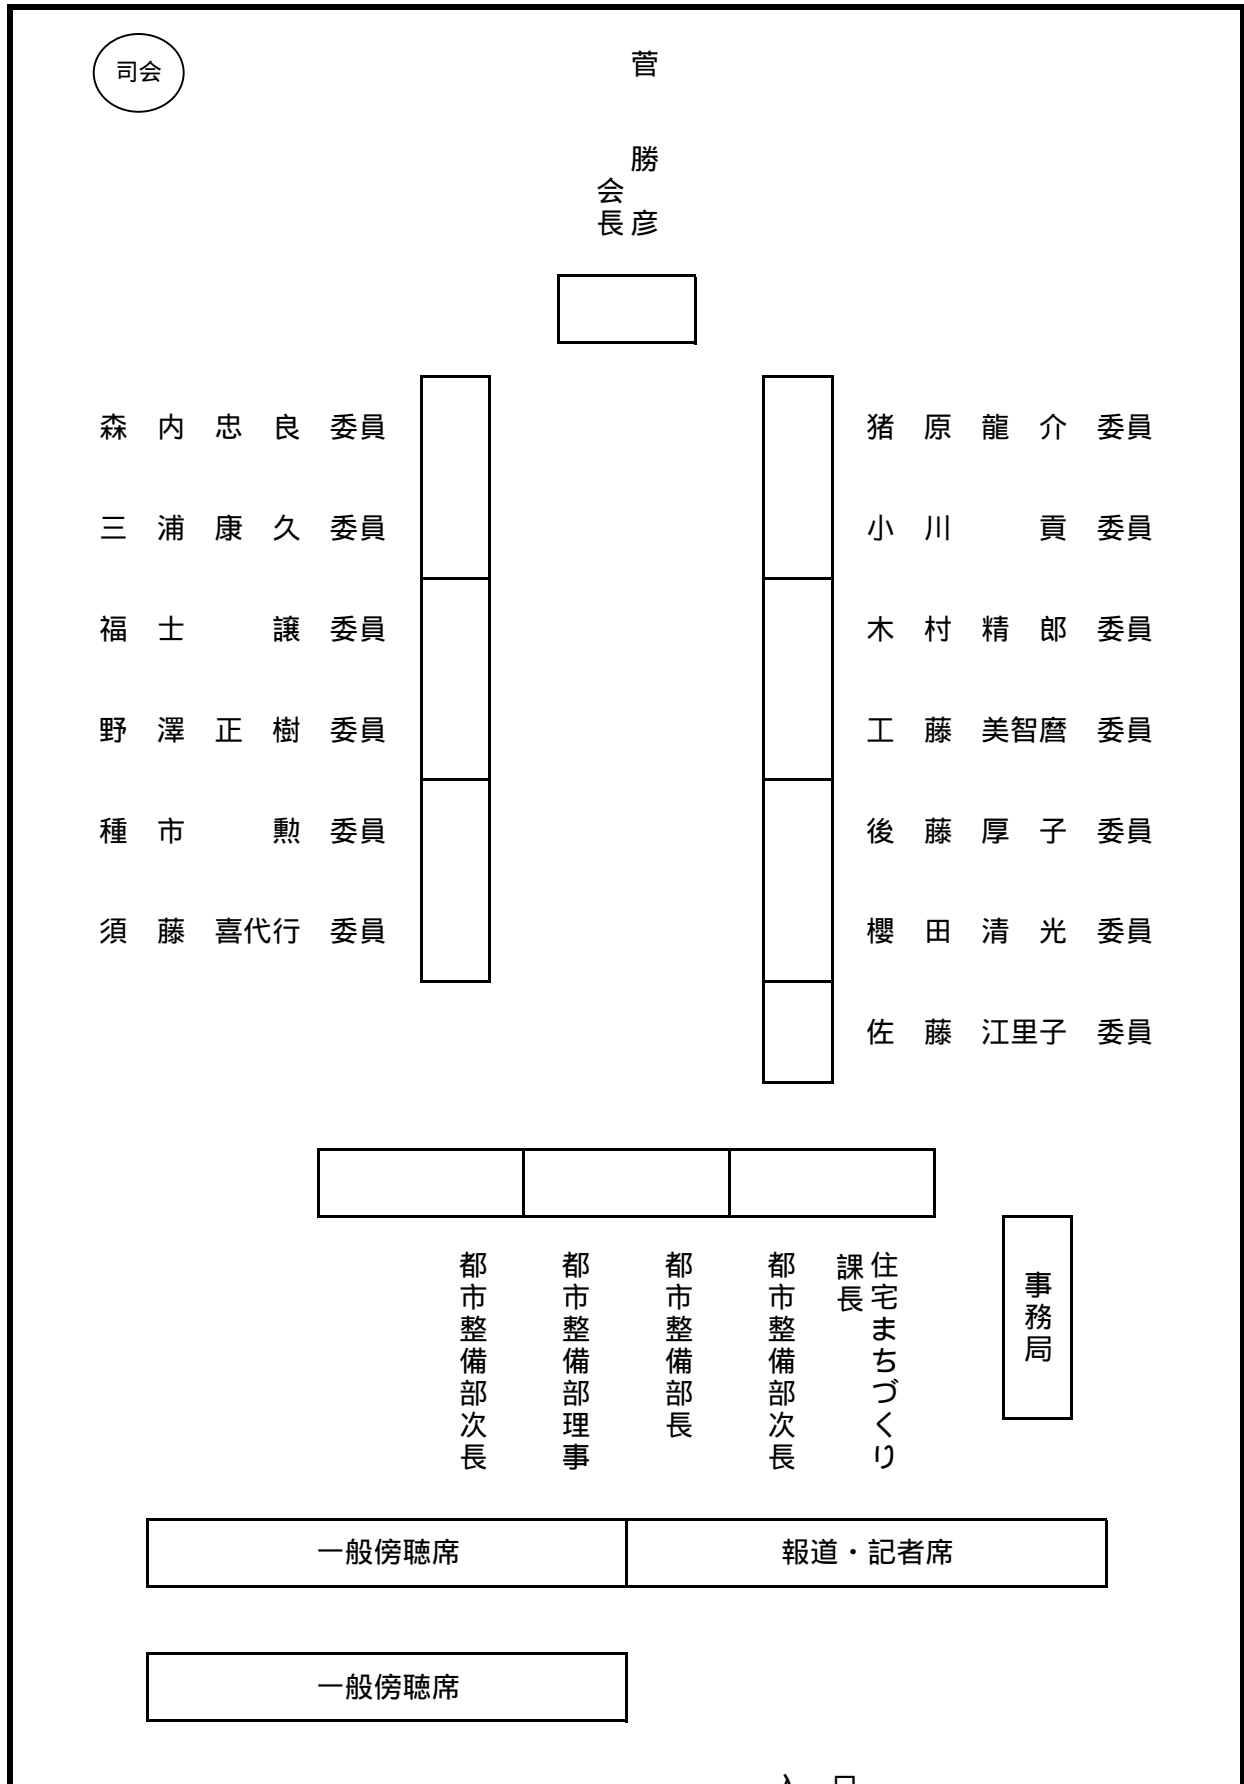 司会
菅 勝彦
会長
森 内 忠 良 委員
三 浦 康 久 委員
福 士 譲 委員
野 澤 正 樹 委員
種 市 勲 委員
須 藤 喜代行 委員
猪 原 龍 介 委員
小 川 貢 委員
木 村 精 郎 委員
工 藤 美智麿 委員
後 藤 厚 子 委員
櫻 田 清 光 委員
佐 藤 江里子 委員
住宅まちづくり
課長
都市整備部次長
都市整備部長
都市整備部理事
都市整備部次長
事務局
一般傍聴席
報道・記者席
一般傍聴席